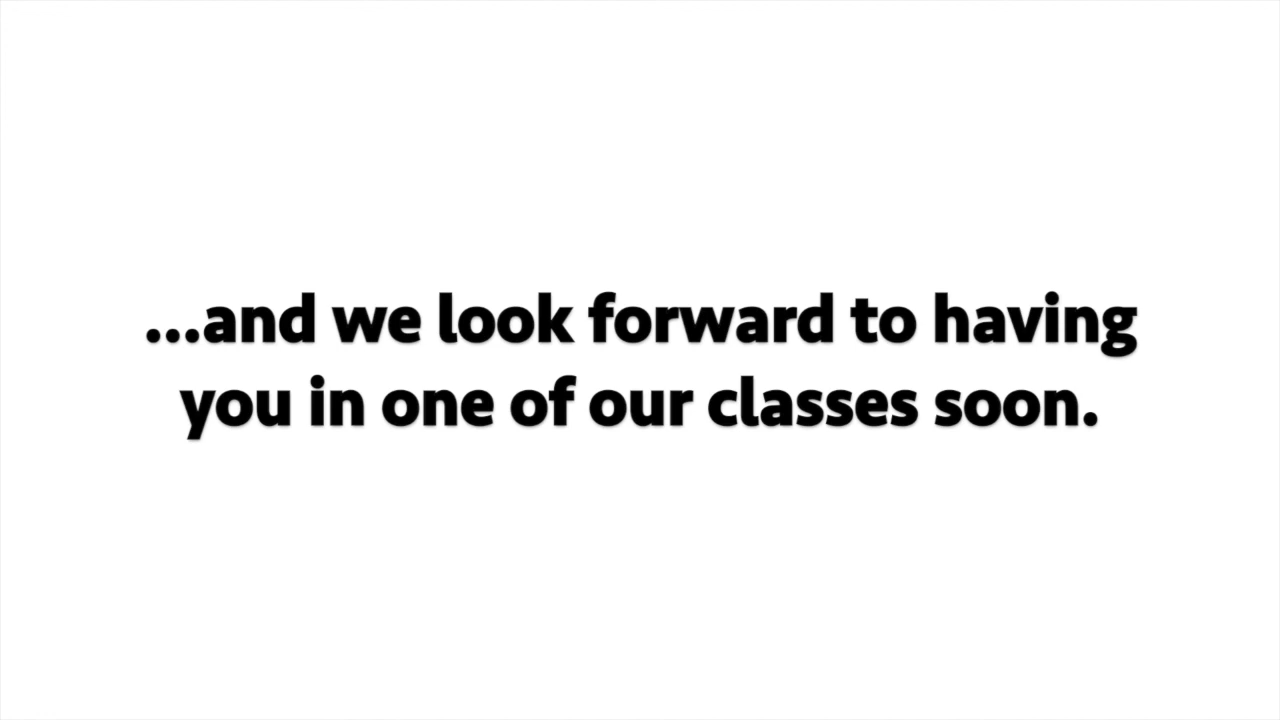 ...and we look forward to having
you in one of our classes soon.